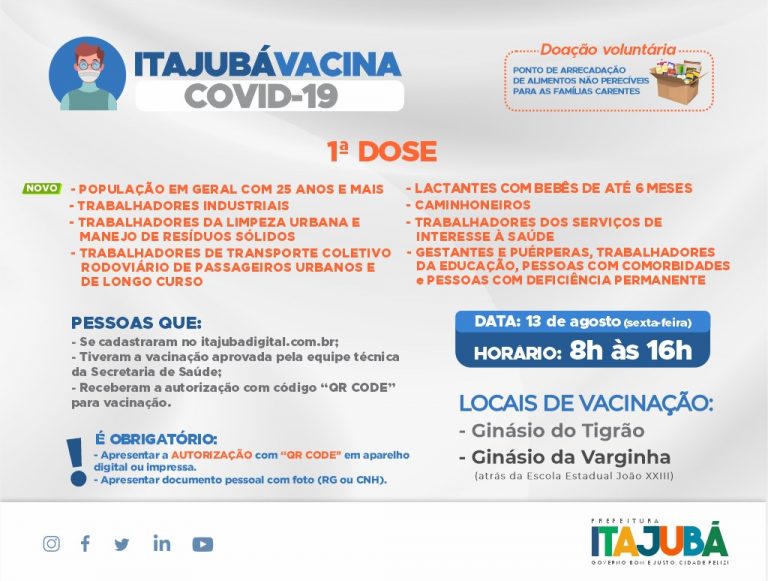 ITAJUBÁVACINA
COVID-19
Doação voluntária
PONTO DE ARRECADAÇÃO
DE ALIMENTOS NÃO PERECÍVEIS
PARA AS FAMÍLIAS CARENTES
1ª DOSE
NOVO
- POPULAÇÃO EM GERAL COM 25 ANOS E MAIS
- TRABALHADORES INDUSTRIAIS
- TRABALHADORES DA LIMPEZA URBANA E
MANEJO DE RESÍDUOS SÓLIDOS
- TRABALHADORES DE TRANSPORTE COLETIVO
RODOVIÁRIO DE PASSAGEIROS URBANOS E
DE LONGO CURSO
- LACTANTES COM BEBÊS DE ATÉ 6 MESES
- CAMINHONEIROS
- TRABALHADORES DOS SERVIÇOS DE
INTERESSE À SAÚDE
- GESTANTES E PUÉRPERAS, TRABALHADORES
DA EDUCAÇÃO, PESSOAS COM COMORBIDADES
e PESSOAS COM DEFICIÊNCIA PERMANENTE
PESSOAS QUE:
- Se cadastraram no itajubadigital.com.br;
- Tiveram a vacinação aprovada pela equipe técnica
da Secretaria de Saúde;
- Receberam a autorização com código “QR CODE”
para vacinação.
É OBRIGATÓRIO:
- Apresentar a AUTORIZAÇÃO com “QR CODE” em aparelho
digital ou impressa.
- Apresentar documento pessoal com foto (RG ou CNH).
DATA: 13 de agosto (sexta-feira)
HORÁRIO: 8h às 16h
LOCAIS DE VACINAÇÃO:
- Ginásio do Tigrão
- Ginásio da Varginha
(atrás da Escola Estadual João XXIII)
PREFEITURA
ITAJUBÁ
GOVERNO BOM E JUSTO, CIDADE FELIZ!